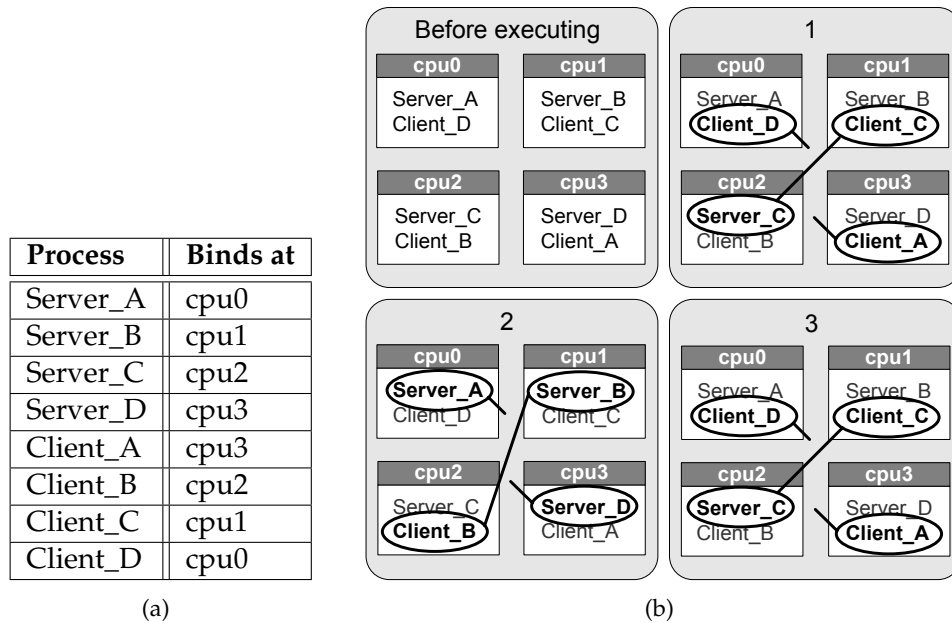 Process Binds at
Server_A cpu0
Server_B cpu1
Server_C cpu2
Server_D cpu3
Client_A cpu3
Client_B cpu2
Client_C cpu1
Client_D cpu0
(a)
Before executing
cpu0 cpu1
Server_A Server_B
Client_D Client_C
cpu2 cpu3
Server_C Server_D
Client_B Client_A
1
cpu0 cpu1
Server_A Server_B
Client_D Client_C
cpu2 cpu3
Server_C Server_D
Client_B Client_A
2
cpu0 cpu1
Server_A Server_B
Client_D Client_C
cpu2 cpu3
Server_C Server_D
Client_B Client_A
3
cpu0 cpu1
Server_A Server_B
Client_D Client_C
cpu2 cpu3
Server_C Server_D
Client_B Client_A
(b)